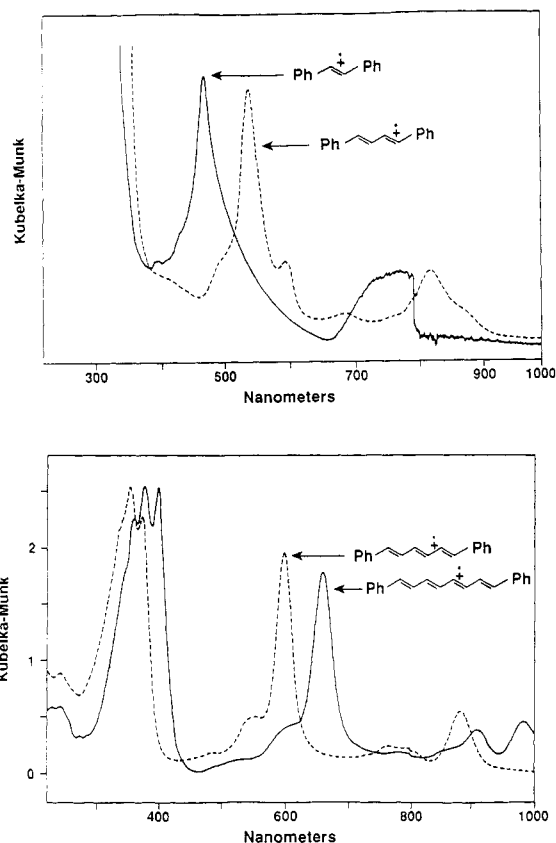 Kubelka-Munk
Ph Ph
Ph Ph
300 500 700 900 1000
Nanometers
Kubelka-Munk
2
1
0
Ph Ph
Ph Ph
400 600 800 1000
Nanometers